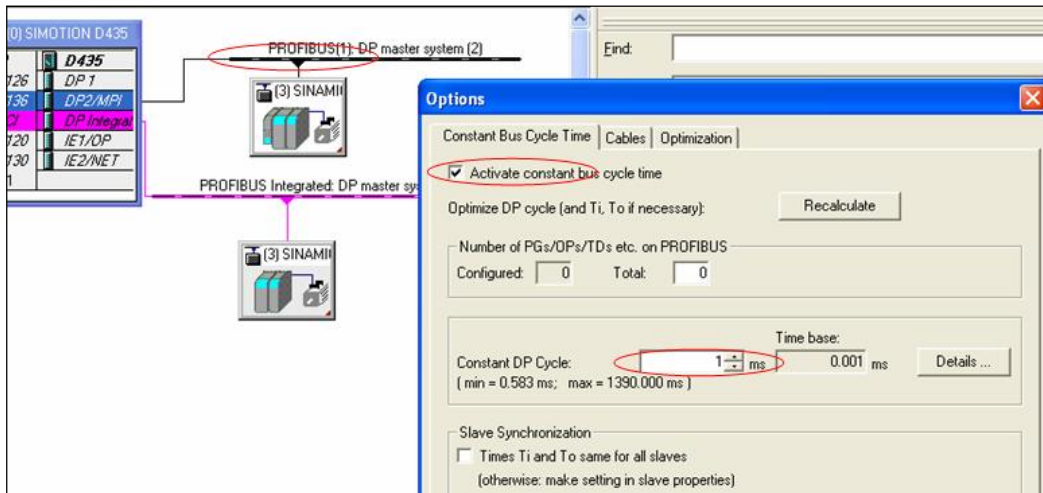 (0) SIMOTION D435
D435
126 DP 1
136 DP2/MPI
CI DP Integrat
120 IE1/OP
130 IE2/NET
1
PROFIBUS(1): DP master system (2)
(3) SINAMI
PROFIBUS Integrated: DP master sy
(3) SINAMI
Find:
Options
Constant Bus Cycle Time Cables Optimization
Activate constant bus cycle time
Optimize DP cycle (and Ti, To if necessary): Recalculate
Number of PGs/OPs/TDs etc. on PROFIBUS
Configured: 0 Total: 0
Time base:
Constant DP Cycle: 1 ms 0.001 ms Details ...
( min = 0.583 ms; max = 1390.000 ms )
Slave Synchronization
Times Ti and To same for all slaves
(otherwise: make setting in slave properties)